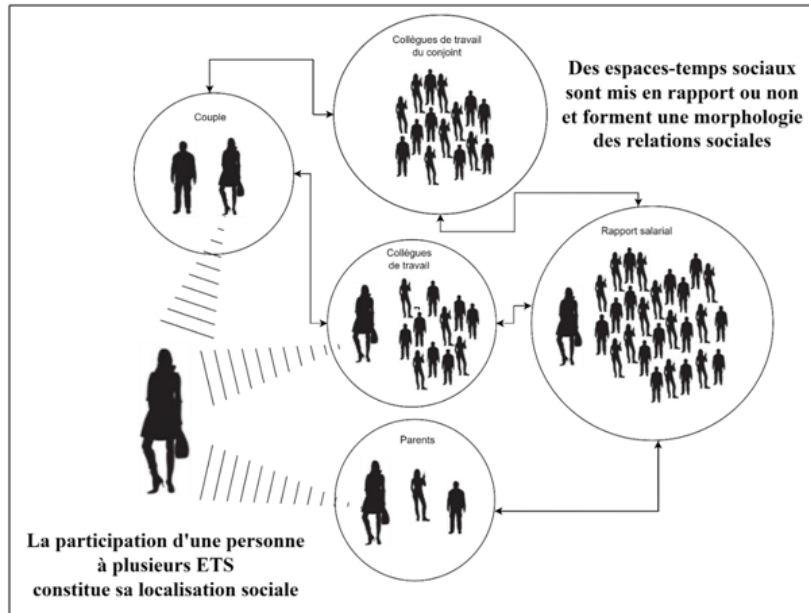 Collègues de travail
du conjoint
Des espaces-temps sociaux
sont mis en rapport ou non
et forment une morphologie
des relations sociales
Couple
Rapport salarial
Collègues
de travail
Parents
La participation d'une personne
à plusieurs ETS
constitue sa localisation sociale